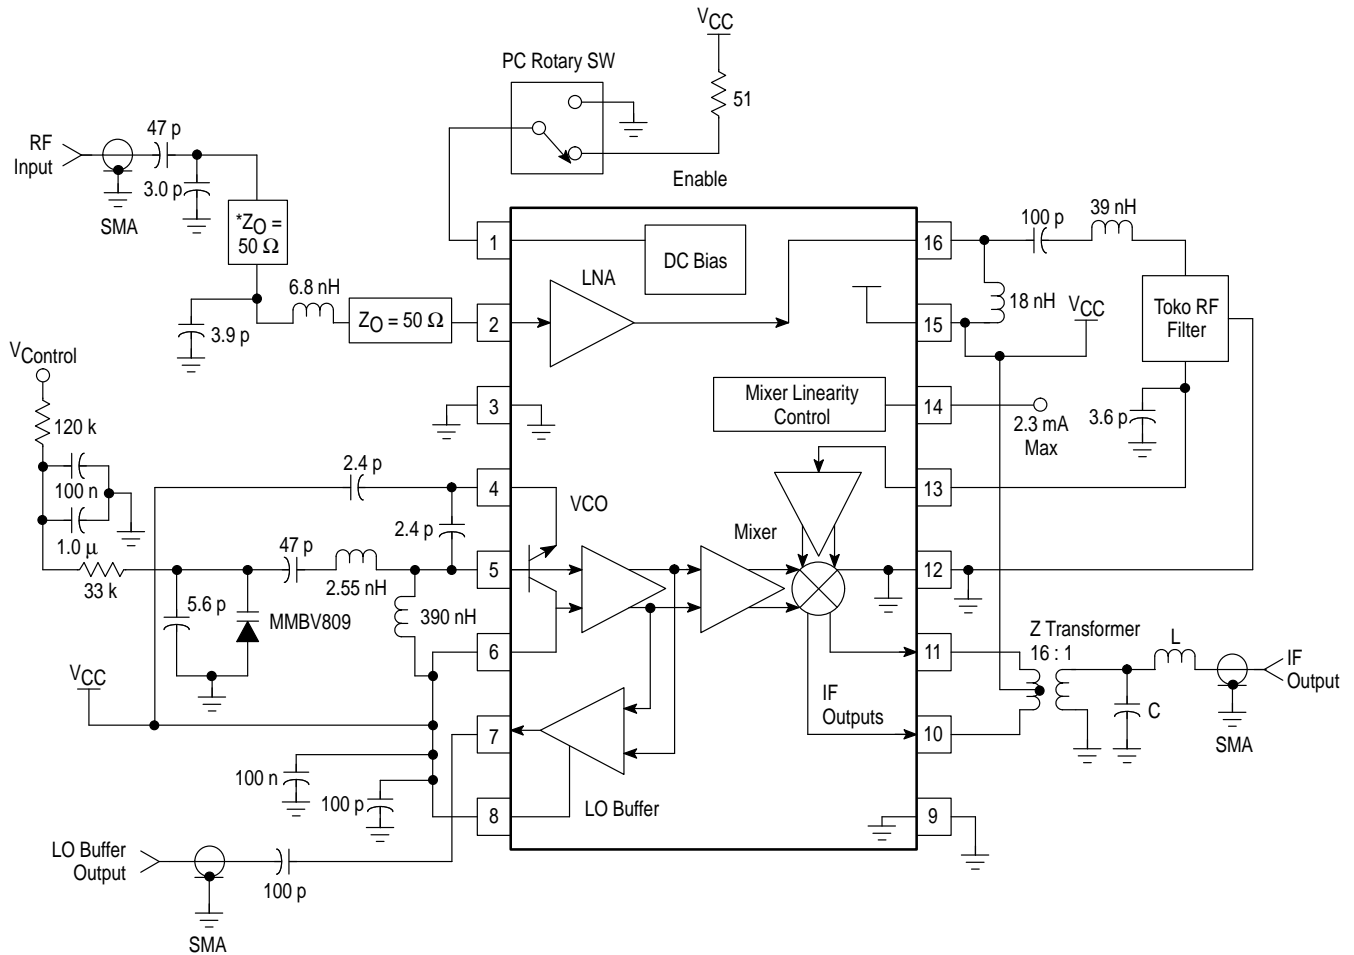 VCC
PC Rotary SW
51
Enable
RF
Input
47 p
3.0 p
SMA
*ZO =
50 Ω
6.8 nH
ZO = 50 Ω
3.9 p
VControl
120 k
100 n
1.0 μ
33 k
47 p
2.55 nH
2.4 p
2.4 p
5.6 p
MMBV809
390 nH
VCC
100 n
100 p
LO Buffer
Output
100 p
SMA
1
2
3
4
5
6
7
8
DC Bias
LNA
Mixer Linearity
Control
VCO
Mixer
IF
Outputs
LO Buffer
16
15
14
13
12
11
10
9
100 p
39 nH
18 nH
VCC
Toko RF
Filter
3.6 p
2.3 mA
Max
Z Transformer
16 : 1
L
C
IF
Output
SMA